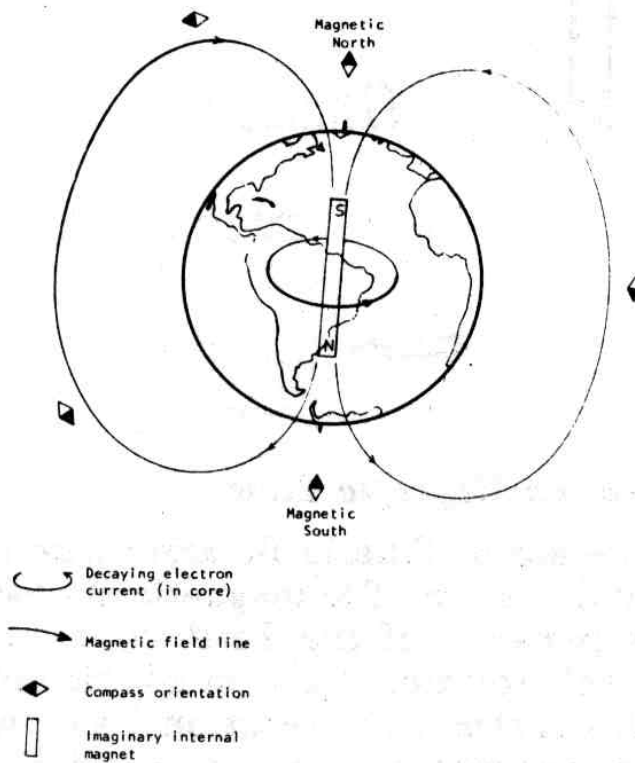 Magnetic
North
S
N
Magnetic
South
Decaying electron
current (in core)
Magnetic field line
Compass orientation
Imaginary internal
magnet